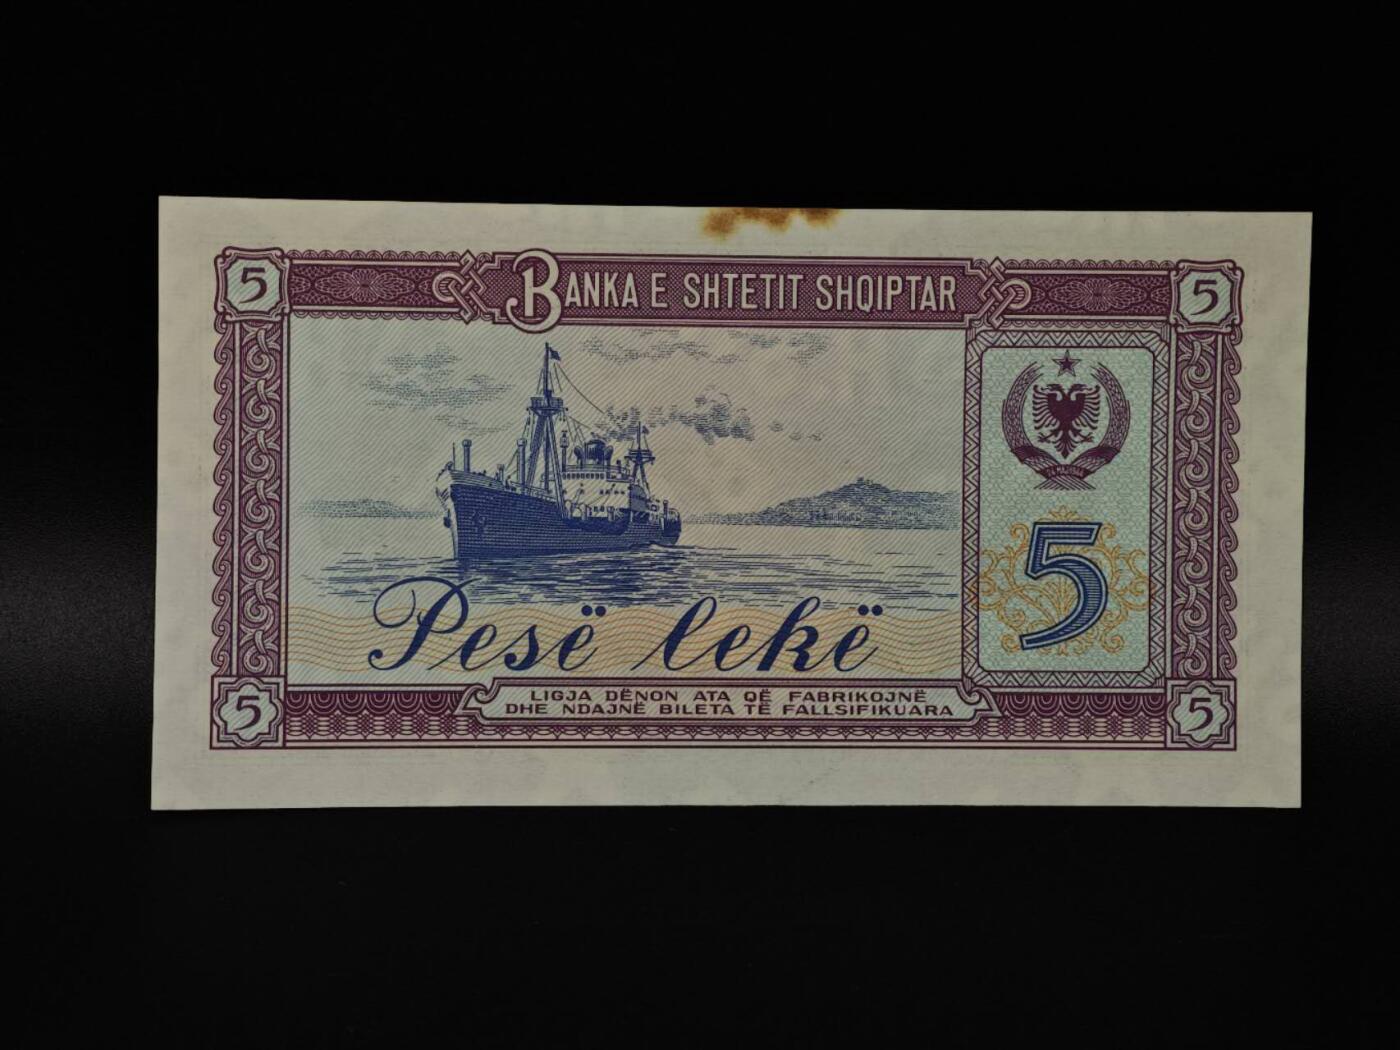 5
BANKA E SHTETIT SHQIPTAR
5
5
Pesë lekë
5
LIGJA DËNON ATA QË FABRIKOJNË
DHE NDAJNË BILETA TË FALLSIFIKUARA
5